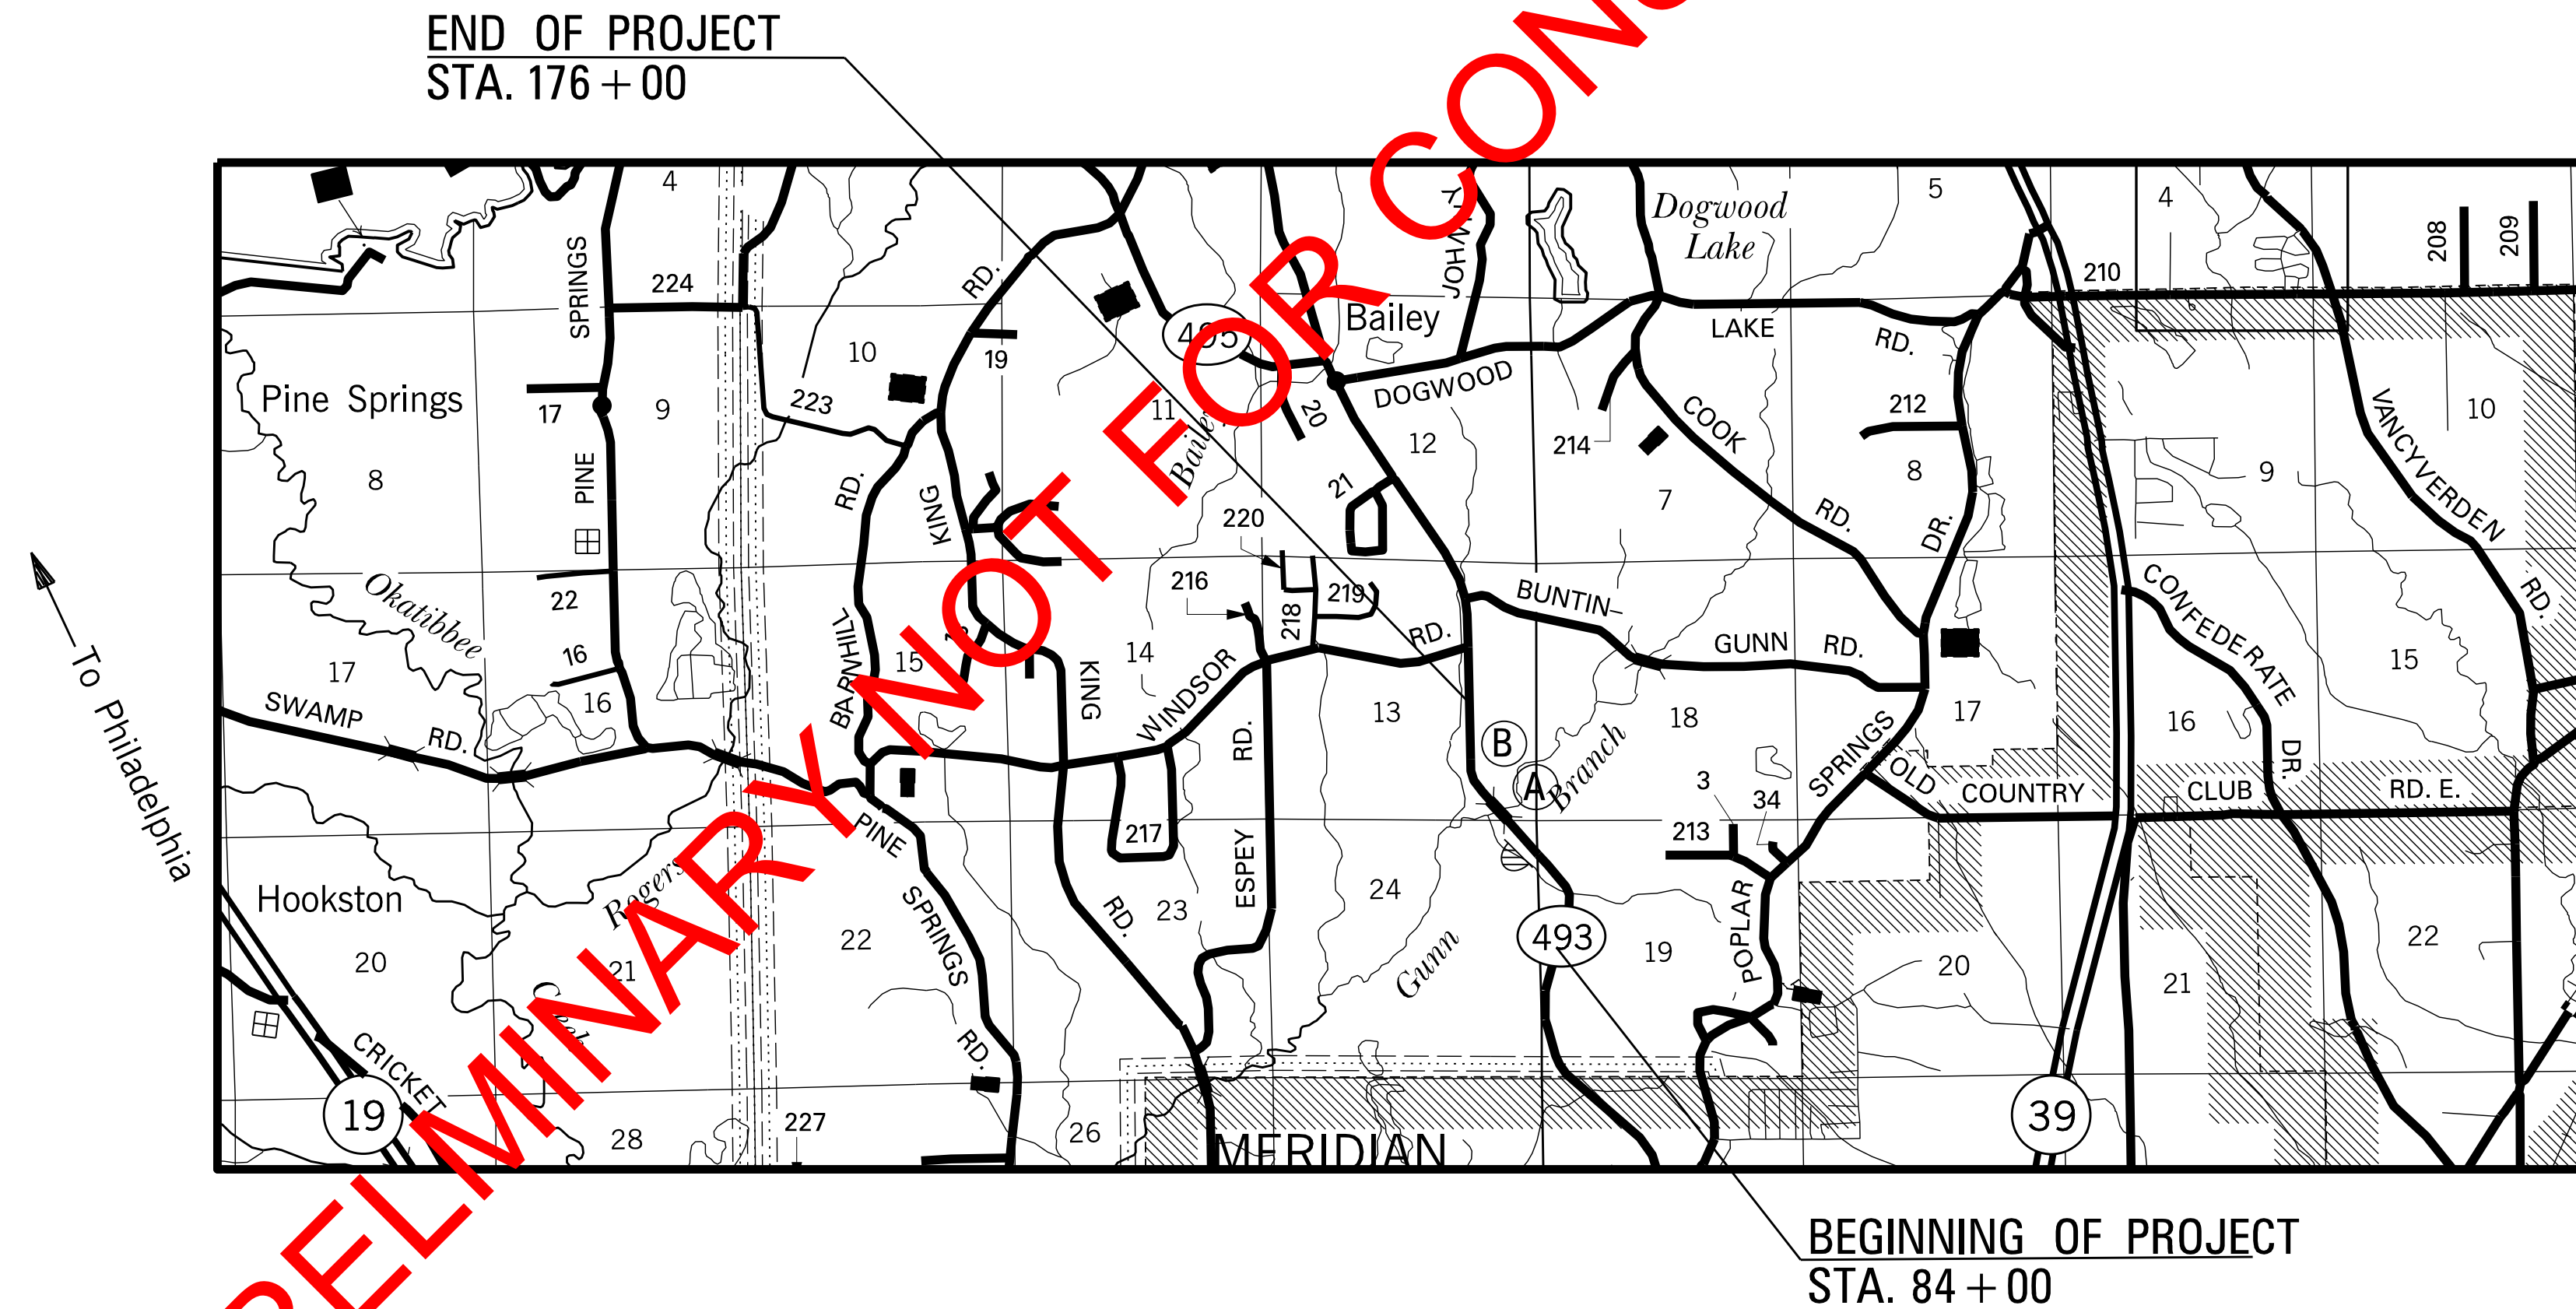 END OF PROJECT
STA. 176+00
4
5
4
Dogwood
Lake
208
209
210
SPRINGS
224
RD.
495
Bailey
LAKE
RD.
10
19
Pine Springs
17
9
223
11
20
DOGWOOD
12
214
COOK
212
VANCYVERDEN
10
8
PINE
RD.
KING
21
7
RD.
8
DR.
9
220
Okatibbee
22
216
218
219
BUNTIN–
CONFEDERATE
RD.
16
BARNHILL
15
14
RD.
GUNN RD.
15
17
16
KING
WINDSOR
13
18
17
16
SWAMP
RD.
RD.
B
A
Branch
SPRINGS
OLD
COUNTRY
CLUB
DR.
RD. E.
3
34
213
217
PINE
To Philadelphia
Hookston
Rogers
SPRINGS
RD.
23
ESPEY
24
493
POPLAR
20
21
22
Gunn
19
20
21
22
CRICKET
RD.
19
28
227
26
MERIDIAN
39
BEGINNING OF PROJECT
STA. 84+00
PRELIMINARY NOT FOR